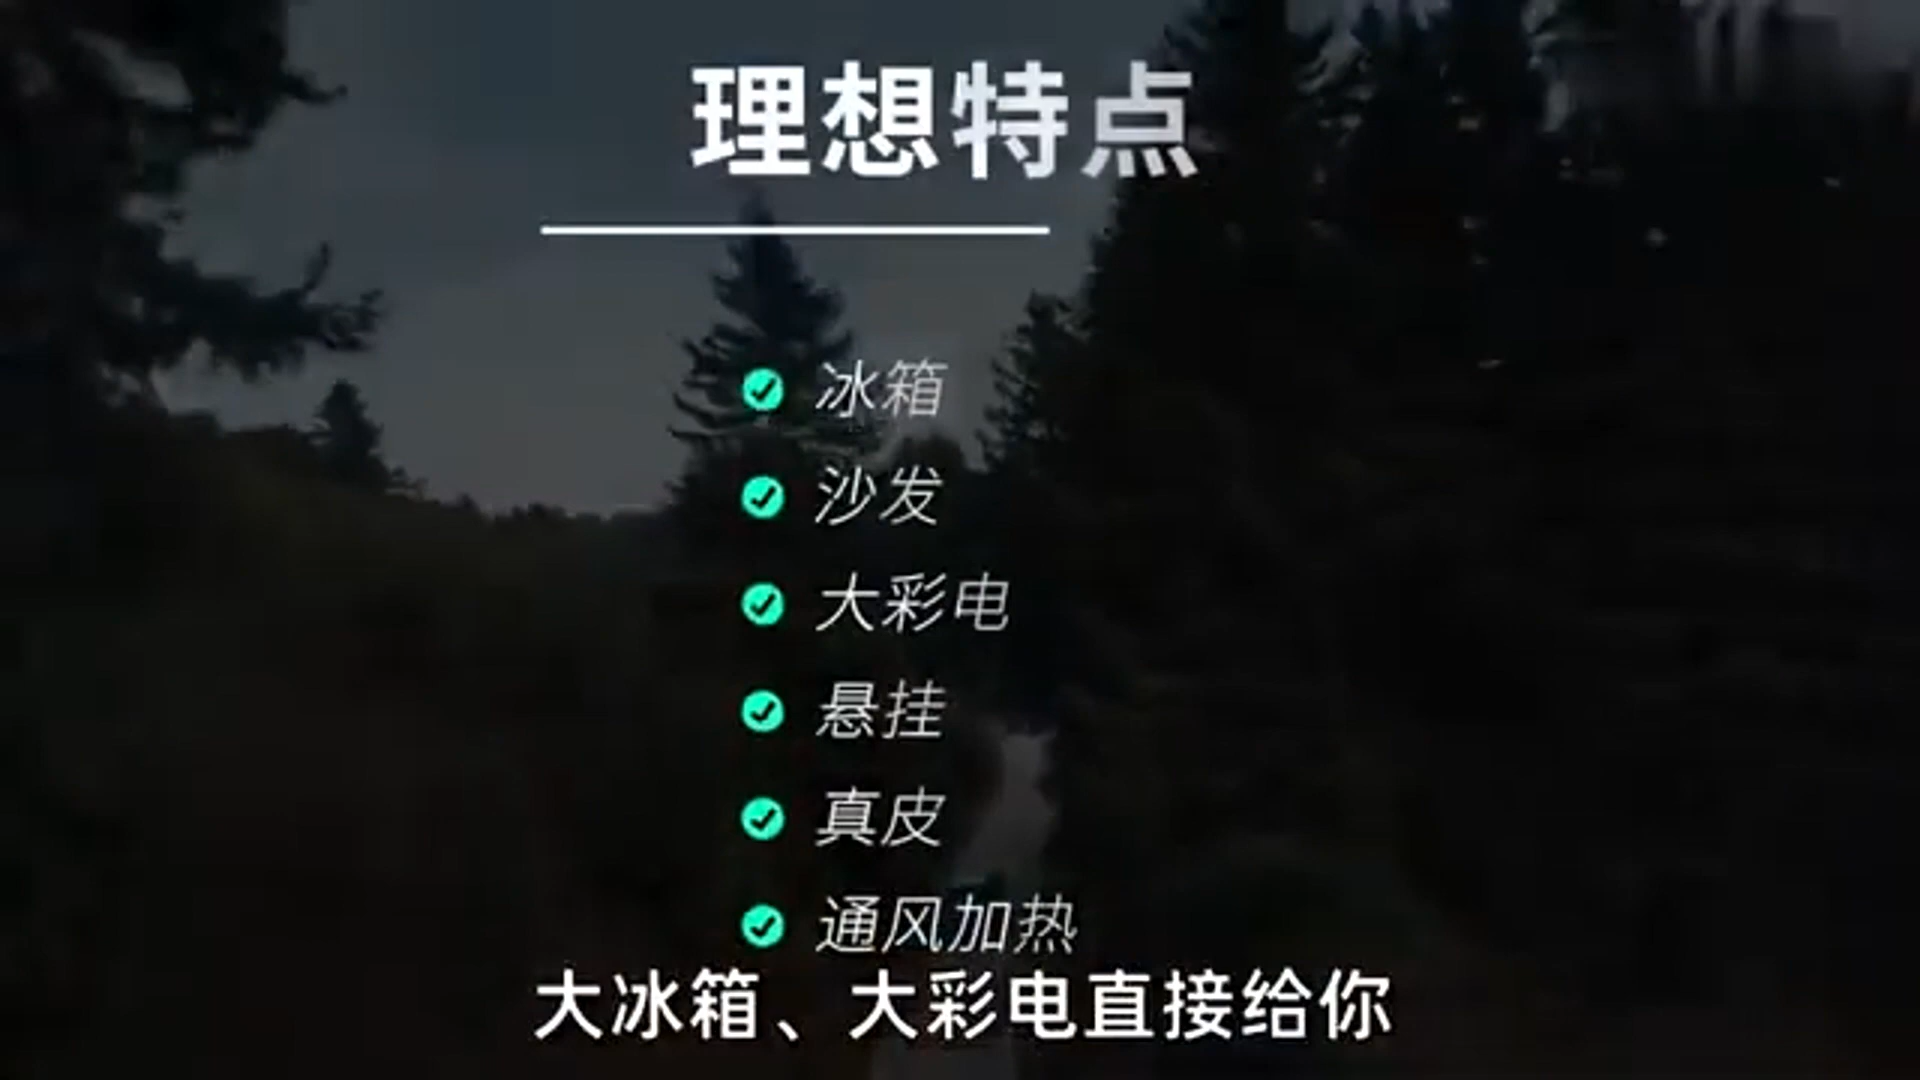 理想特点
冰箱
沙发
大彩电
悬挂
真皮
通风加热
大冰箱、大彩电直接给你